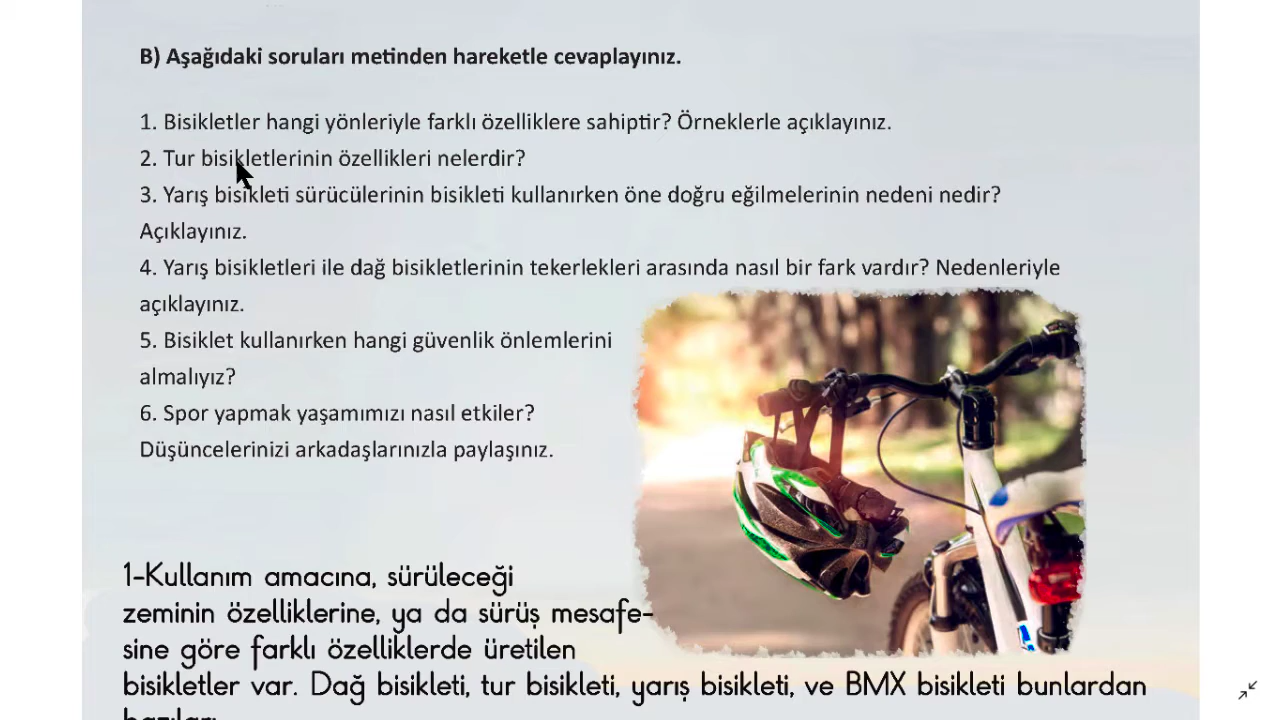 B) Aşağıdaki soruları metinden hareketle cevaplayınız.
1. Bisikletler hangi yönleriyle farklı özelliklere sahiptir? Örneklerle açıklayınız.
2. Tur bisikletlerinin özellikleri nelerdir?
3. Yarış bisikleti sürücülerinin bisikleti kullanırken öne doğru eğilmelerinin nedeni nedir?
Açıklayınız.
4. Yarış bisikletleri ile dağ bisikletlerinin tekerlekleri arasında nasıl bir fark vardır? Nedenleriyle
açıklayınız.
5. Bisiklet kullanırken hangi güvenlik önlemlerini
almalıyız?
6. Spor yapmak yaşamımızı nasıl etkiler?
Düşüncelerinizi arkadaşlarınızla paylaşınız.
1-Kullanım amacına, sürüleceği
zeminin özelliklerine, ya da sürüş mesafe-
sine göre farklı özelliklerde üretilen
bisikletler var. Dağ bisikleti, tur bisikleti, yarış bisikleti, ve BMX bisikleti bunlardan